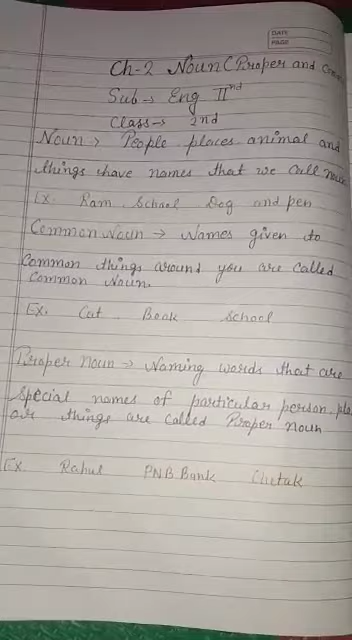 DATE
PAGE
Ch-2 Noun (Proper and
Sub → Eng IInd
Class → 2nd
Noun → People places animal and
things have names that we call
Ex. Ram School Dog and pen
Common Noun → Names given to
Common things around you are called
Common Noun.
Ex. Cat Book School
Proper noun → Naming words that are
Special names of particular person
or things are called Proper noun
Ex. Rahul PNB Bank Chetak